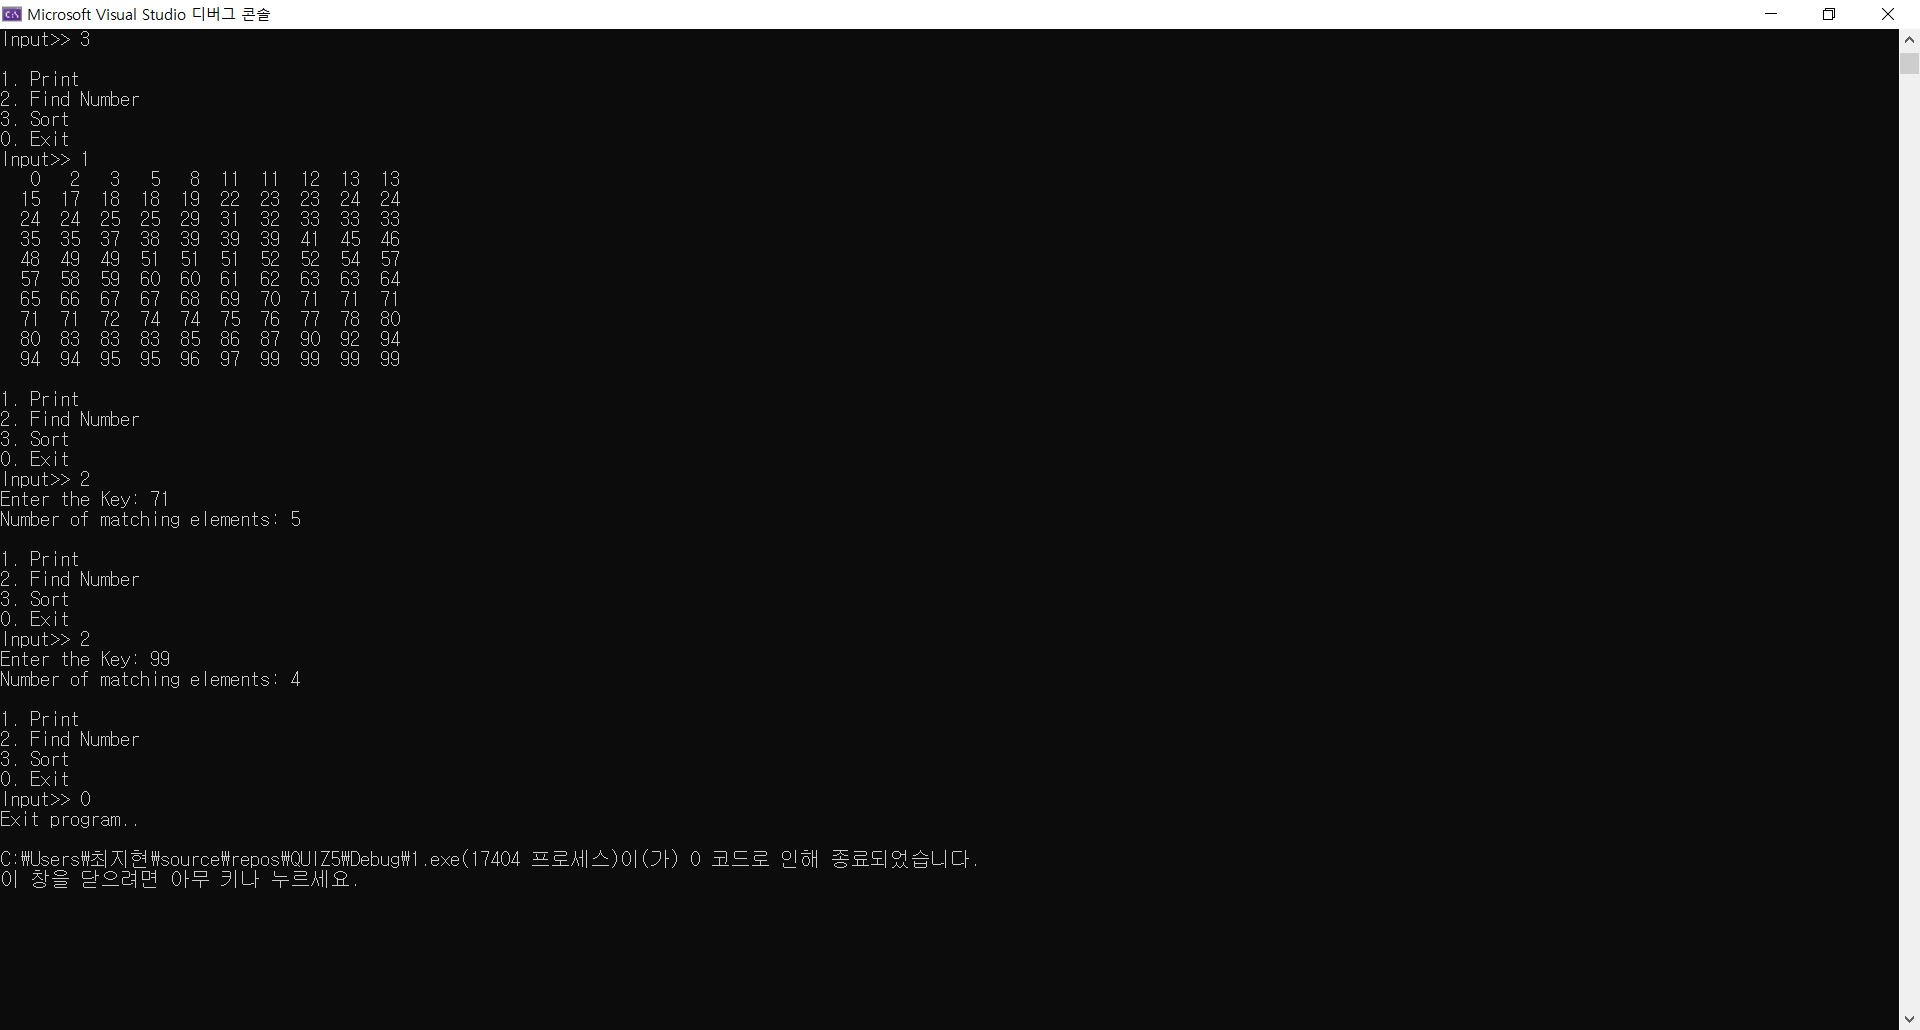 Microsoft Visual Studio 디버그 콘솔
Input>> 3
1. Print
2. Find Number
3. Sort
0. Exit
Input>> 1
0 2 3 5 8 11 11 12 13 13
15 17 18 18 19 22 23 23 24 24
24 24 25 25 29 31 32 33 33 33
35 35 37 38 39 39 39 41 45 46
48 49 49 51 51 51 52 52 54 57
57 58 59 60 60 61 62 63 63 64
65 66 67 67 68 69 70 71 71 71
71 71 72 74 74 75 76 77 78 80
80 83 83 83 85 86 87 90 92 94
94 94 95 95 96 97 99 99 99 99
1. Print
2. Find Number
3. Sort
0. Exit
Input>> 2
Enter the Key: 71
Number of matching elements: 5
1. Print
2. Find Number
3. Sort
0. Exit
Input>> 2
Enter the Key: 99
Number of matching elements: 4
1. Print
2. Find Number
3. Sort
0. Exit
Input>> 0
Exit program..
C:₩Users₩최지현₩source₩repos₩QUIZ5₩Debug₩1.exe(17404 프로세스)이(가) 0 코드로 인해 종료되었습니다.
이 창을 닫으려면 아무 키나 누르세요.